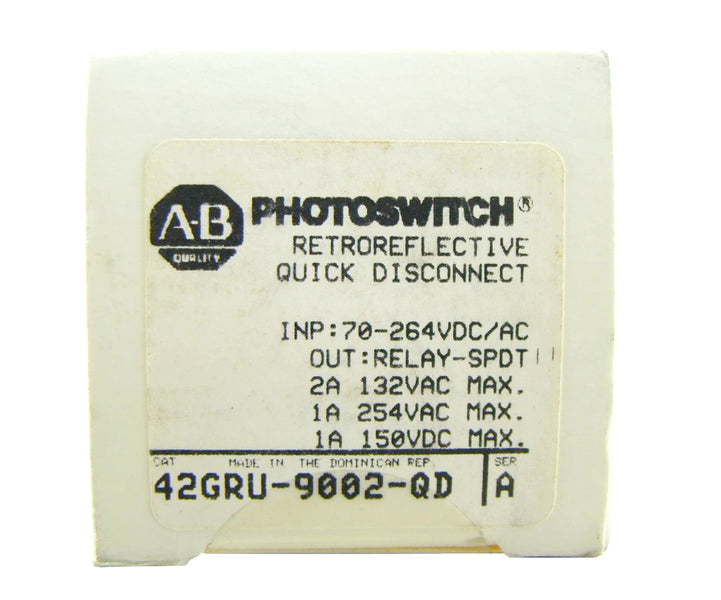 A-B
QUALITY
PHOTOSWITCH®
RETROREFLECTIVE
QUICK DISCONNECT
INP:70-264VDC/AC
OUT:RELAY-SPDT
2A 132VAC MAX.
1A 254VAC MAX.
1A 150VDC MAX.
CAT MADE IN THE DOMINICAN REP. SER
42GRU-9002-QD A